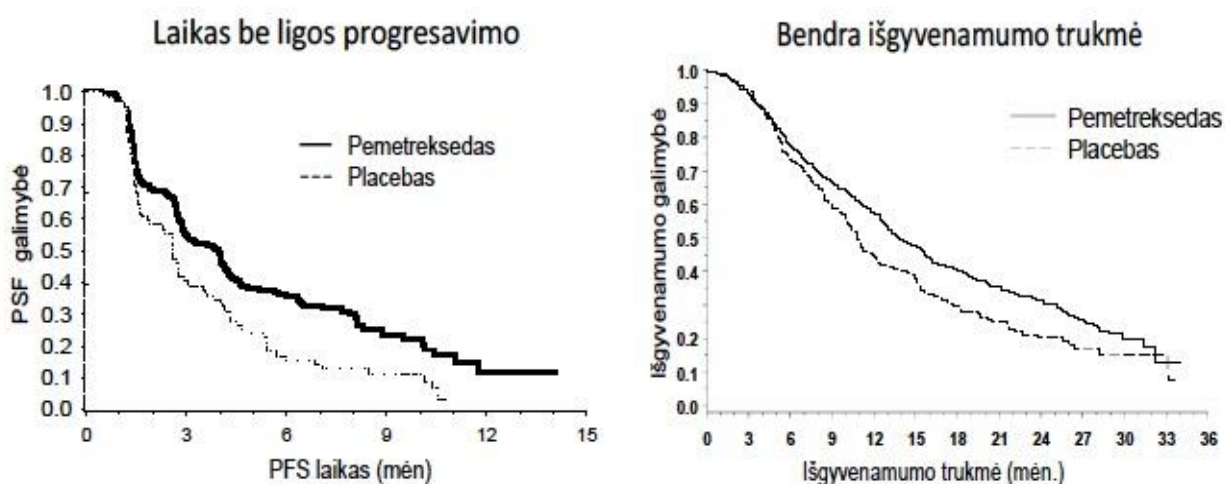 Laikas be ligos progresavimo
1.0
0.9
0.8
0.7
0.6
0.5
0.4
0.3
0.2
0.1
0.0
PSF galimybė
Pemetreksedas
Placebas
0 3 6 9 12 15
PFS laikas (mėn)
Bendra išgyvenamumo trukmė
1.0
0.9
0.8
0.7
0.6
0.5
0.4
0.2
0.1
0.0
Išgyvenamumo galimybė
Pemetreksedas
Placebas
0 3 6 9 12 15 18 21 24 27 30 33 36
Išgyvenamumo trukmė (mėn.)